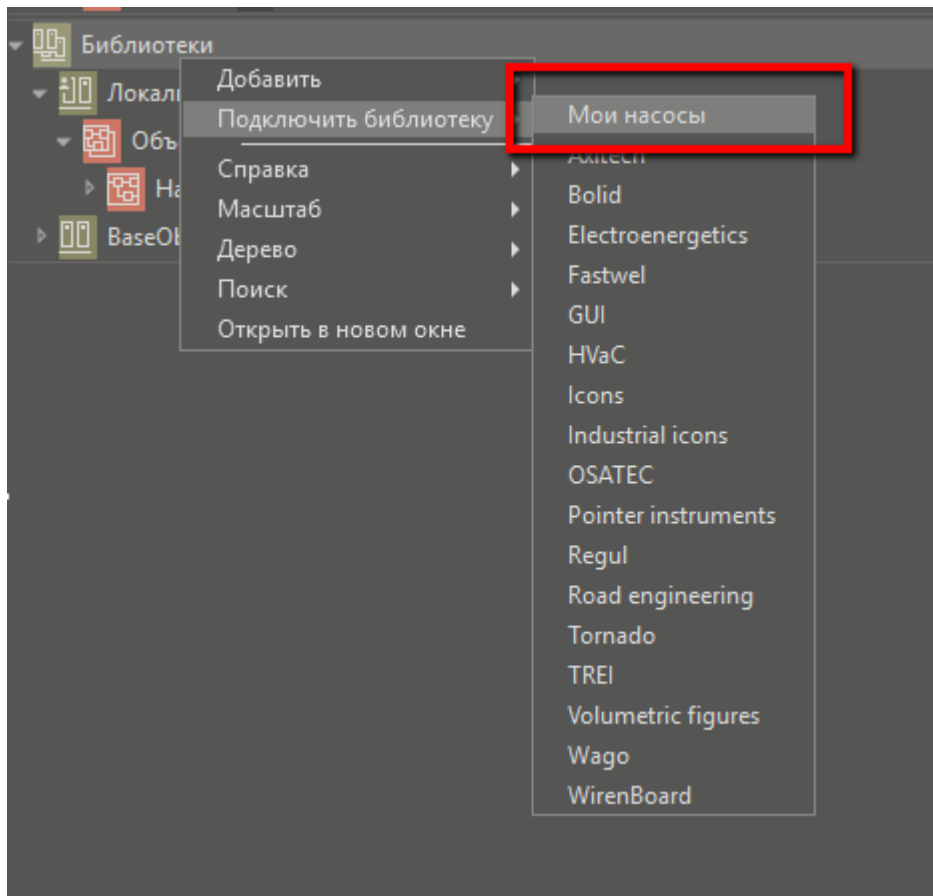 Библиотеки
Добавить
Подключить библиотеку
Справка
Масштаб
Дерево
Поиск
Открыть в новом окне
Мои насосы
Axitech
Bolid
Electroenergetics
Fastwel
GUI
HVaC
Icons
Industrial icons
OSATEC
Pointer instruments
Regul
Road engineering
Tornado
TREI
Volumetric figures
Wago
WirenBoard